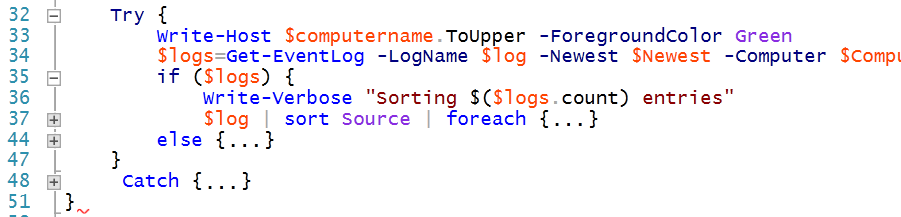 32 Try {
33 Write-Host $computername.ToUpper -ForegroundColor Green
34 $logs=Get-EventLog -LogName $log -Newest $Newest -Computer
35 if ($logs) {
36 Write-Verbose "Sorting $($logs.count) entries"
37 $log | sort Source | foreach {...}
44 else {...}
47 }
48 Catch {...}
51 }